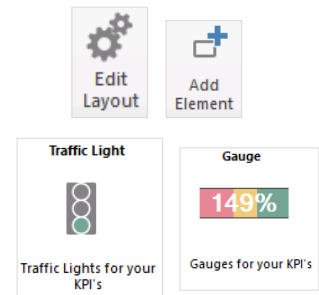 Edit
Layout
Add
Element
Traffic Light
Traffic Lights for your
KPI's
Gauge
149%
Gauges for your KPI's